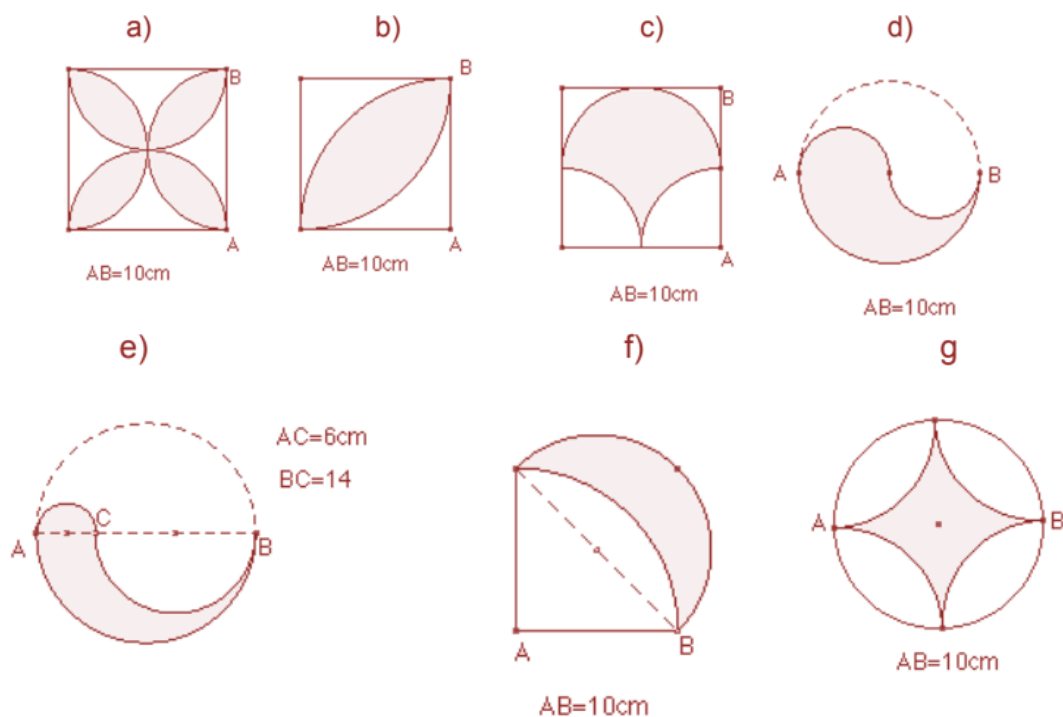 a)
b)
c)
d)
B
A
AB=10cm
B
A
AB=10cm
B
A
AB=10cm
A
B
AB=10cm
e)
f)
g
AC=6cm
BC=14
A
C
B
A
B
AB=10cm
A
B
AB=10cm